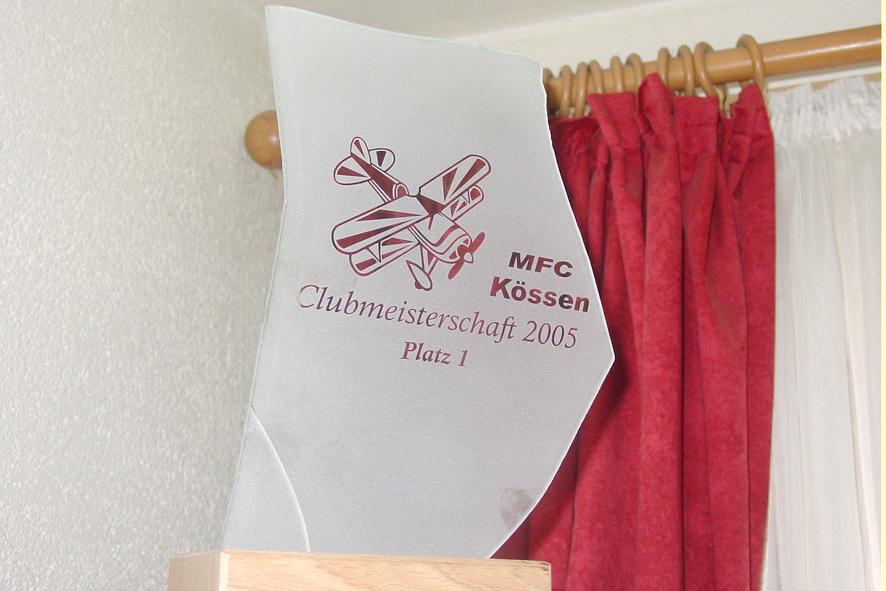 MFC
Kössen
Clubmeisterschaft 2005
Platz 1